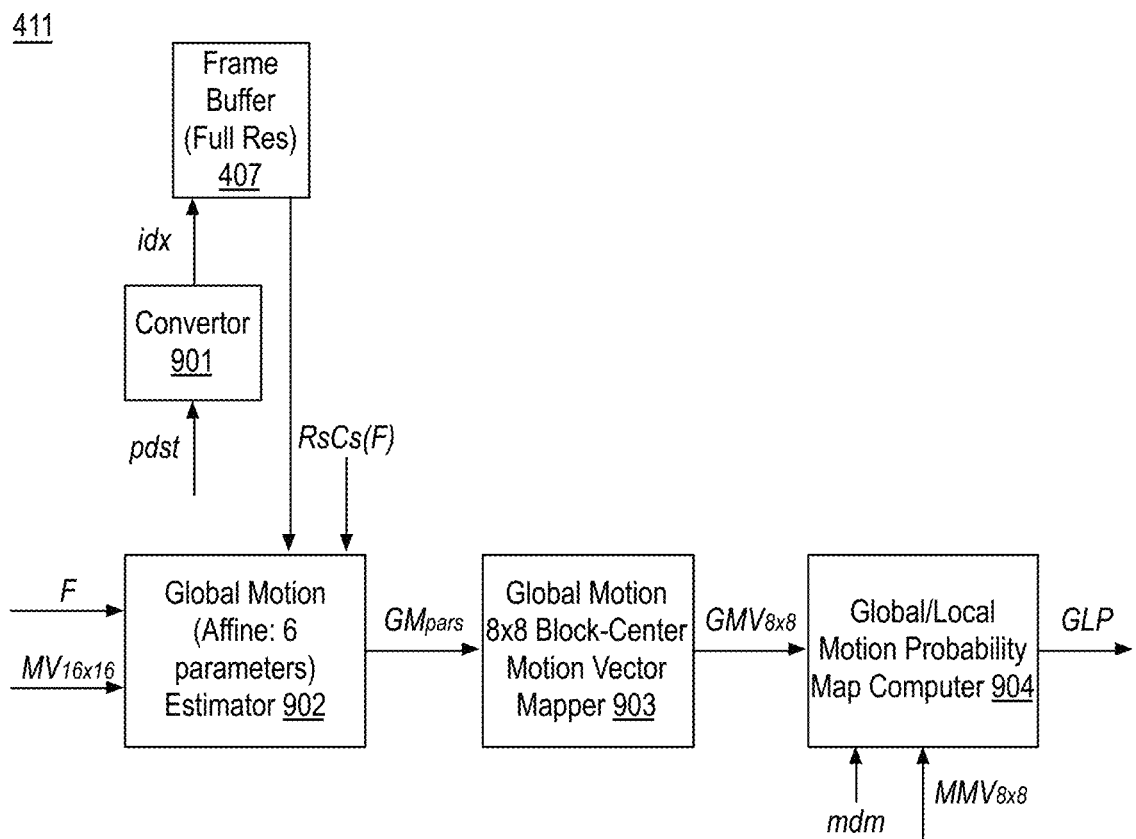 411
Frame
Buffer
(Full Res)
407
idx
Convertor
901
pdst
RsCs(F)
F
MV16x16
Global Motion
(Affine: 6
parameters)
Estimator 902
GMpars
Global Motion
8x8 Block-Center
Motion Vector
Mapper 903
GMV8x8
Global/Local
Motion Probability
Map Computer 904
GLP
mdm
MMV8x8